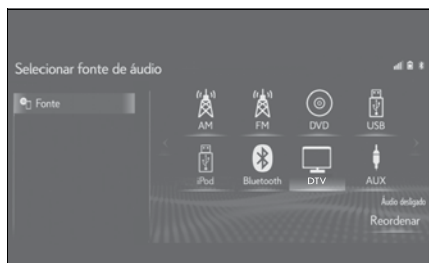 Selecionar fonte de áudio
Fonte
AM
FM
DVD
USB
iPod
Bluetooth
DTV
AUX
Áudio desligado
Reordenar